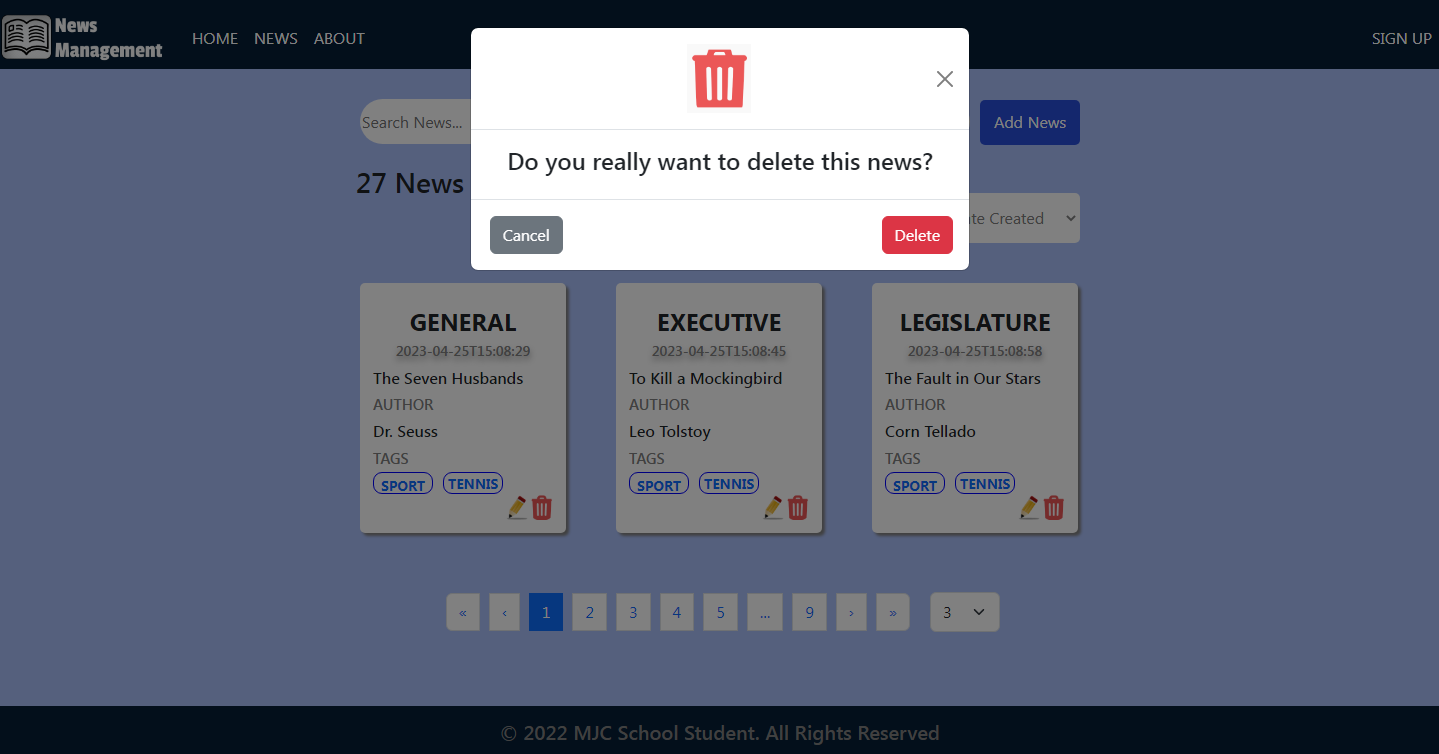 News
Management
HOME NEWS ABOUT
SIGN UP
Search News...
Add News
27 News
Do you really want to delete this news?
Cancel
Delete
Created
GENERAL
2023-04-25T15:08:29
The Seven Husbands
AUTHOR
Dr. Seuss
TAGS
SPORT TENNIS
EXECUTIVE
2023-04-25T15:08:45
To Kill a Mockingbird
AUTHOR
Leo Tolstoy
TAGS
SPORT TENNIS
LEGISLATURE
2023-04-25T15:08:58
The Fault in Our Stars
AUTHOR
Corn Tellado
TAGS
SPORT TENNIS
« ‹ 1 2 3 4 5 ... 9 › » 3
© 2022 MJC School Student. All Rights Reserved